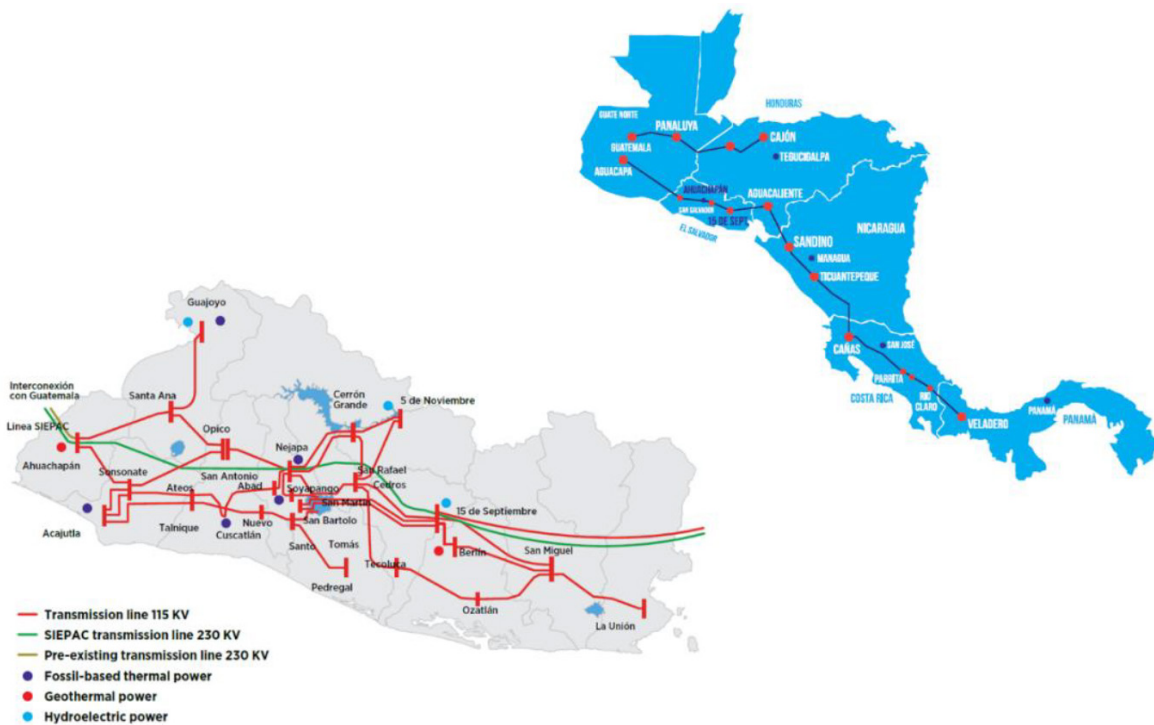 HONDURAS
GUATE NORTE
PANALUYA
CAJÓN
GUATEMALA
TEGUCIGALPA
AGUACAPA
AHUACHAPÁN
AGUACALIENTE
SAN SALVADOR
15 DE SEPT.
EL SALVADOR
NICARAGUA
SANDINO
MANAGUA
TICUANTEPEQUE
CAÑAS
SAN JOSÉ
PARRITA
COSTA RICA
RIO
CLARO
PANAMÁ
PANAMÁ
VELADERO
Guajoyo
Interconexión
con Guatemala
Linea SIEPAC
Santa Ana
Cerrón
Grande
5 de Noviembre
Opico
Nejapa
Ahuachapán
Sonsonate
San Antonio
Abad
San Rafael
Cedros
Ateos
Soyapango
San Martín
15 de Septiembre
Acajutla
Talnique
Nuevo
Cuscatlán
San Bartolo
Santo
Tomás
Berlín
San Miguel
Tecoluca
Pedregal
Ozatlán
La Unión
Transmission line 115 KV
SIEPAC transmission line 230 KV
Pre-existing transmission line 230 KV
Fossil-based thermal power
Geothermal power
Hydroelectric power